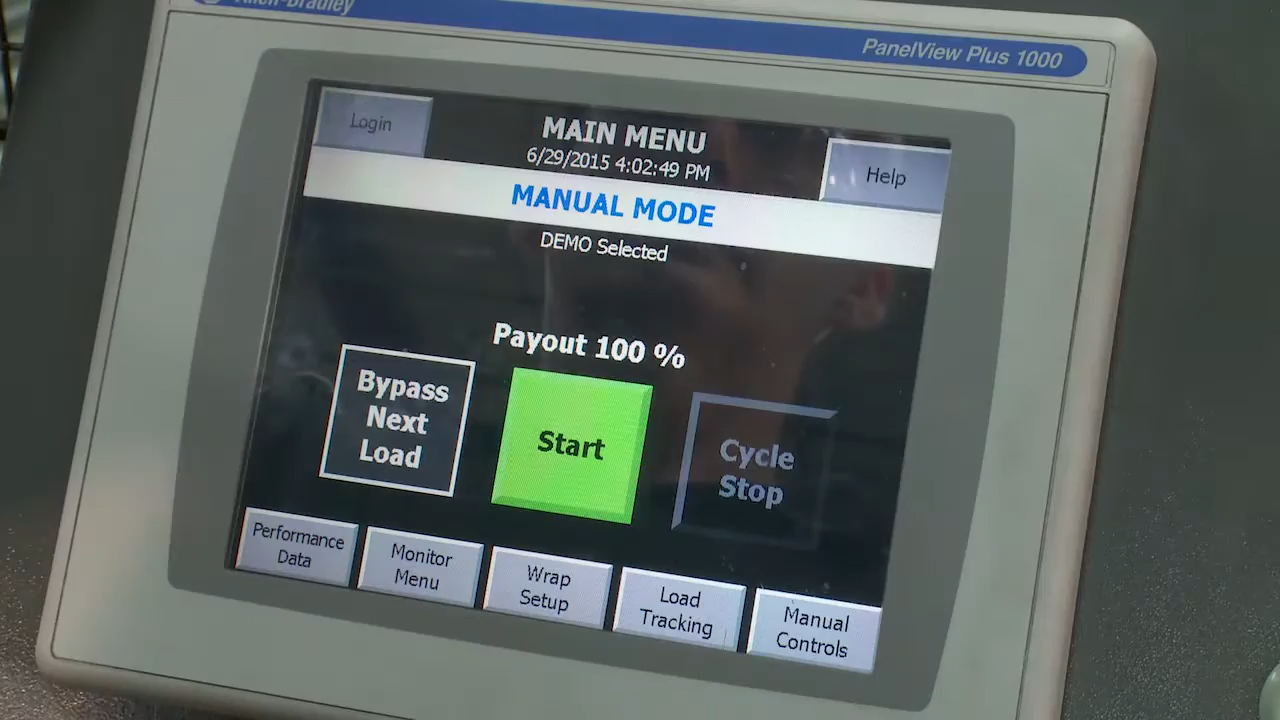 Allen-Bradley
PanelView Plus 1000
Login
MAIN MENU
6/29/2015 4:02:49 PM
Help
MANUAL MODE
DEMO Selected
Payout 100 %
Bypass
Next
Load
Start
Cycle
Stop
Performance
Data
Monitor
Menu
Wrap
Setup
Load
Tracking
Manual
Controls